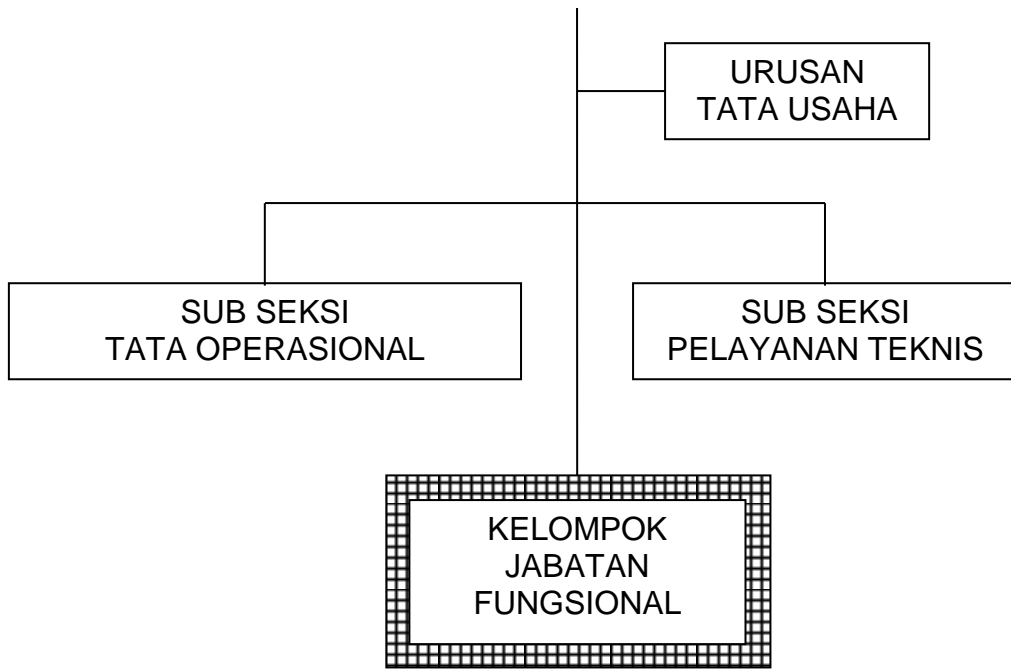 URUSAN
TATA USAHA
SUB SEKSI
TATA OPERASIONAL
SUB SEKSI
PELAYANAN TEKNIS
KELOMPOK
JABATAN
FUNGSIONAL